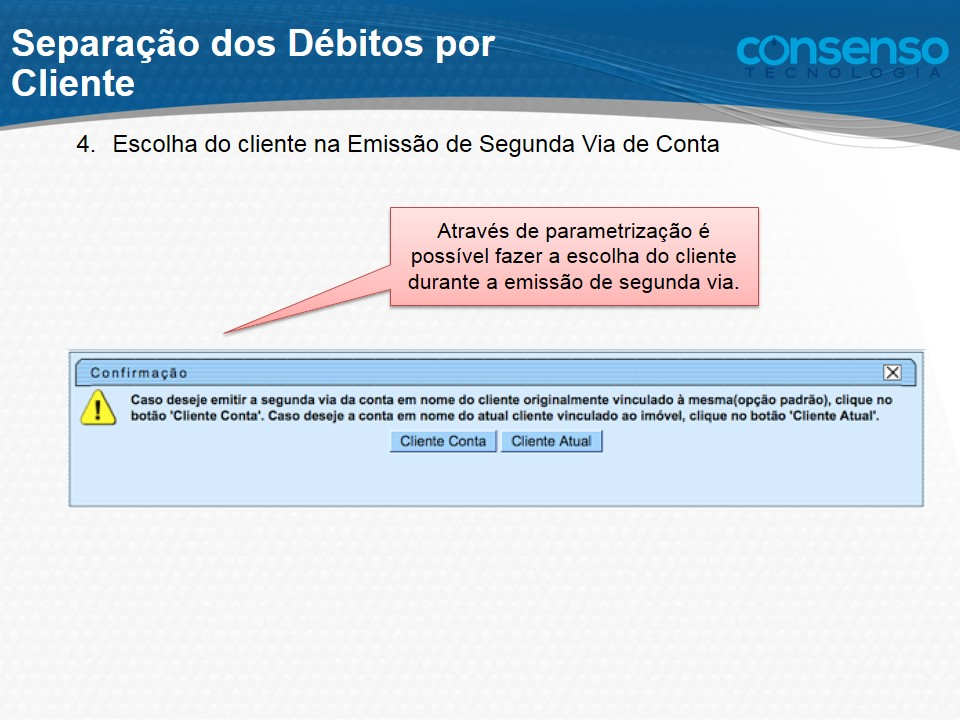 Separação dos Débitos por
Cliente
consenso
TECNOLOGIA
4. Escolha do cliente na Emissão de Segunda Via de Conta
Através de parametrização é
possível fazer a escolha do cliente
durante a emissão de segunda via.
Confirmação
Caso deseje emitir a segunda via da conta em nome do cliente originalmente vinculado à mesma(opção padrão), clique no
botão 'Cliente Conta'. Caso deseje a conta em nome do atual cliente vinculado ao imóvel, clique no botão 'Cliente Atual'.
Cliente Conta Cliente Atual